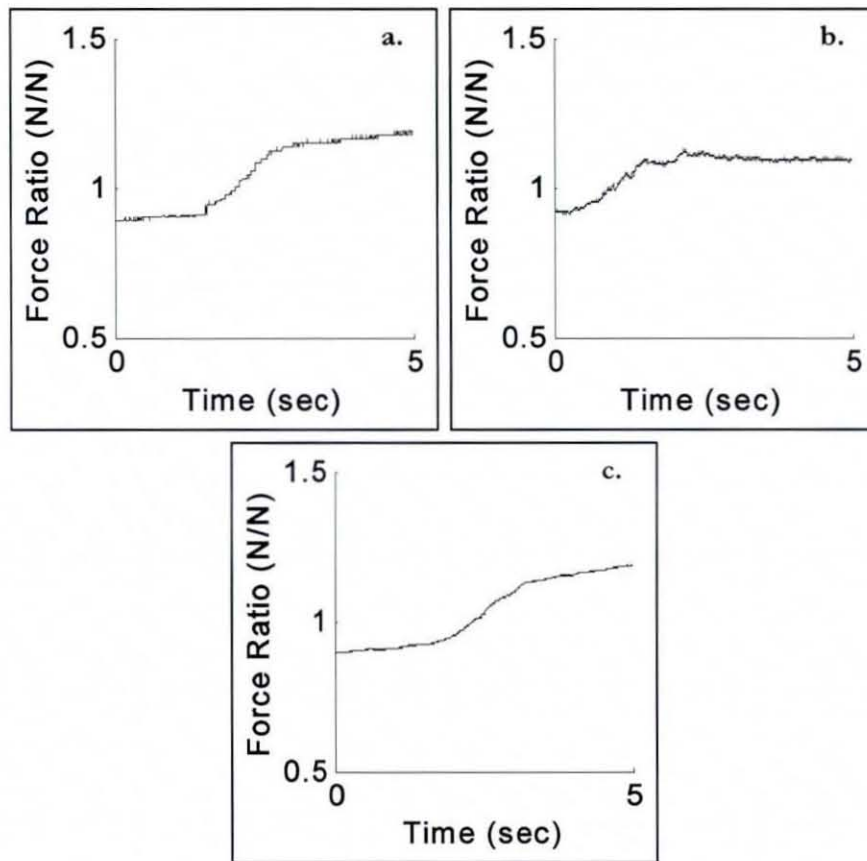 a.
1.5
1
0.5
Force Ratio (N/N)
0
5
Time (sec)
b.
1.5
1
0.5
Force Ratio (N/N)
0
5
Time (sec)
c.
1.5
1
0.5
Force Ratio (N/N)
0
5
Time (sec)